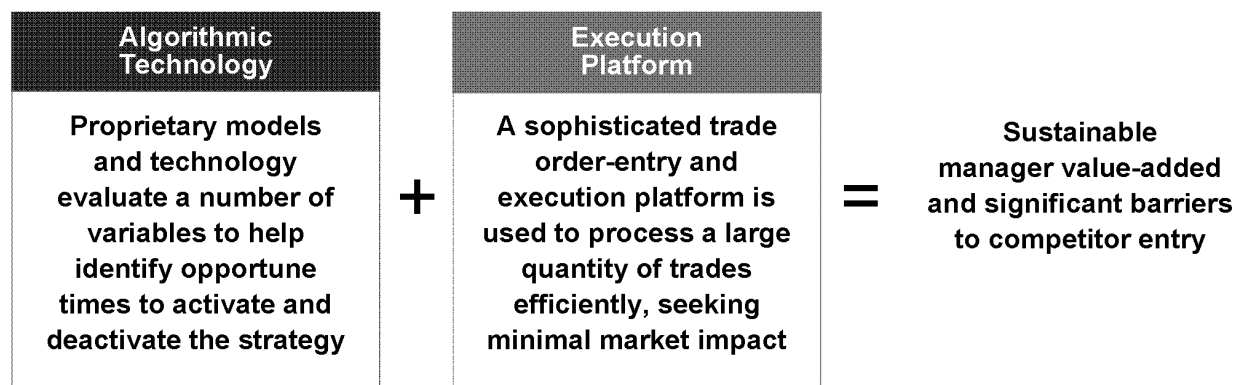 Algorithmic
Technology
Proprietary models
and technology
evaluate a number of
variables to help
identify opportune
times to activate and
deactivate the strategy
+
Execution
Platform
A sophisticated trade
order-entry and
execution platform is
used to process a large
quantity of trades
efficiently, seeking
minimal market impact
=
Sustainable
manager value-added
and significant barriers
to competitor entry